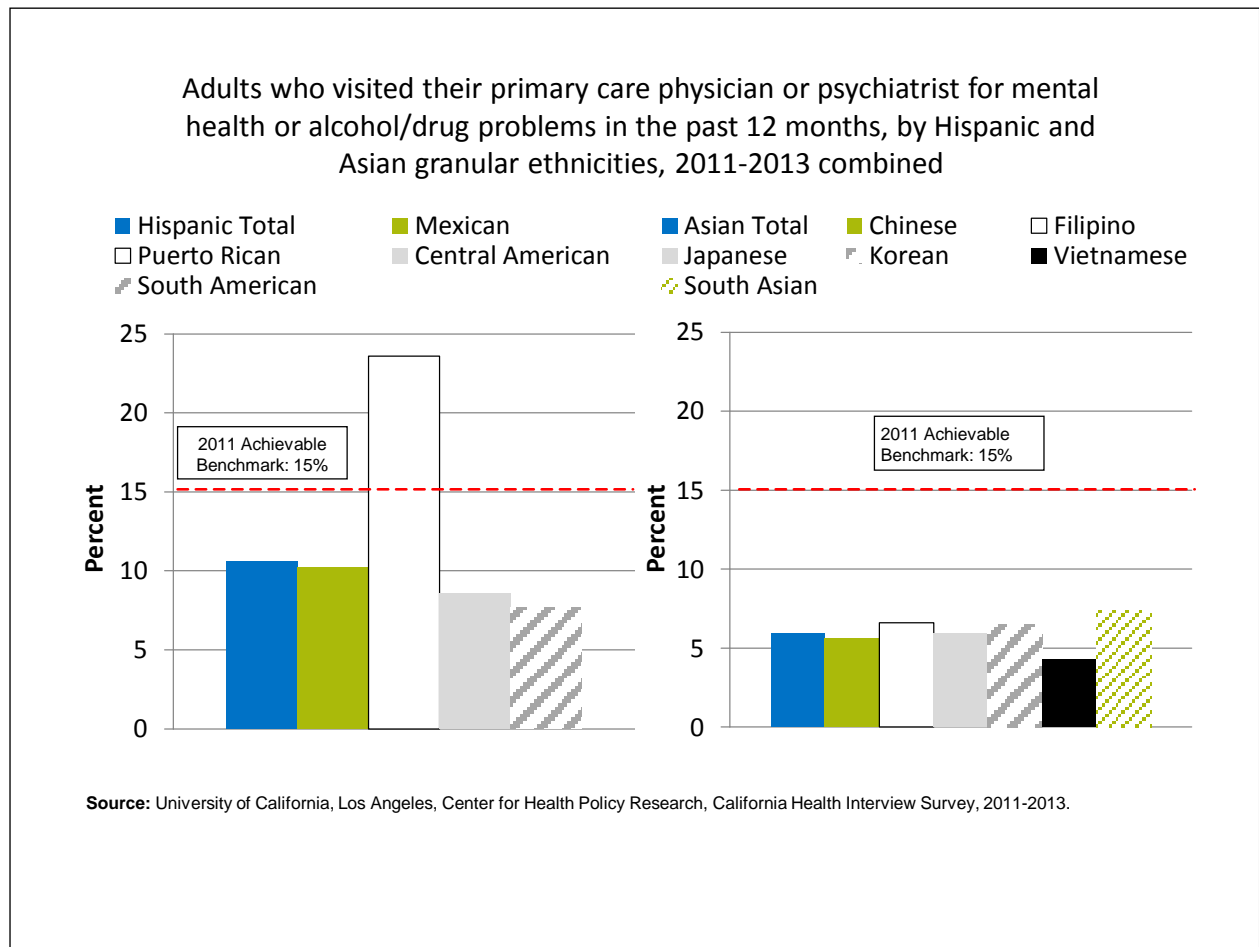 Adults who visited their primary care physician or psychiatrist for mental
health or alcohol/drug problems in the past 12 months, by Hispanic and
Asian granular ethnicities, 2011-2013 combined
Hispanic Total
Mexican
Puerto Rican
Central American
South American
Asian Total
Chinese
Filipino
Japanese
Korean
Vietnamese
South Asian
25
20
15
10
5
0
Percent
2011 Achievable
Benchmark: 15%
25
20
15
10
5
0
Percent
2011 Achievable
Benchmark: 15%
Source: University of California, Los Angeles, Center for Health Policy Research, California Health Interview Survey, 2011-2013.